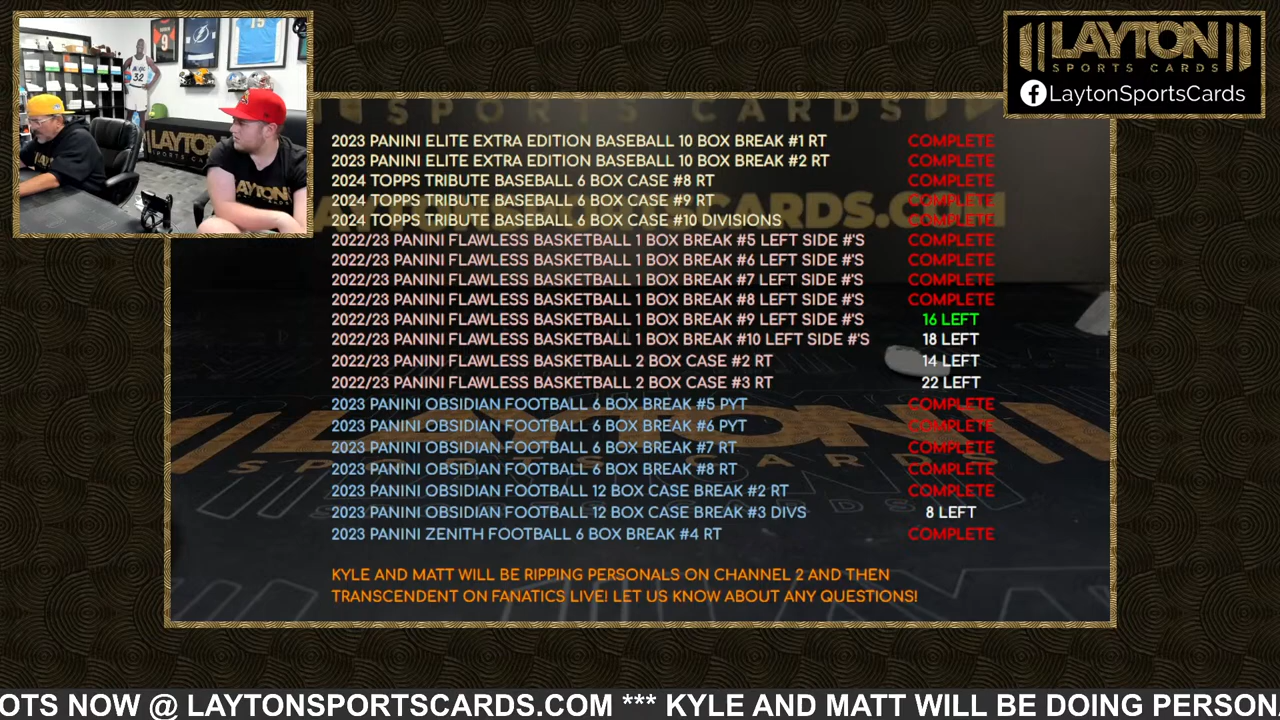 LAYTON
SPORTS CARDS
LaytonSportsCards
2023 PANINI ELITE EXTRA EDITION BASEBALL 10 BOX BREAK #1 RT COMPLETE
2023 PANINI ELITE EXTRA EDITION BASEBALL 10 BOX BREAK #2 RT COMPLETE
2024 TOPPS TRIBUTE BASEBALL 6 BOX CASE #8 RT COMPLETE
2024 TOPPS TRIBUTE BASEBALL 6 BOX CASE #9 RT COMPLETE
2024 TOPPS TRIBUTE BASEBALL 6 BOX CASE #10 DIVISIONS COMPLETE
2022/23 PANINI FLAWLESS BASKETBALL 1 BOX BREAK #5 LEFT SIDE #'S COMPLETE
2022/23 PANINI FLAWLESS BASKETBALL 1 BOX BREAK #6 LEFT SIDE #'S COMPLETE
2022/23 PANINI FLAWLESS BASKETBALL 1 BOX BREAK #7 LEFT SIDE #'S COMPLETE
2022/23 PANINI FLAWLESS BASKETBALL 1 BOX BREAK #8 LEFT SIDE #'S COMPLETE
2022/23 PANINI FLAWLESS BASKETBALL 1 BOX BREAK #9 LEFT SIDE #'S 16 LEFT
2022/23 PANINI FLAWLESS BASKETBALL 1 BOX BREAK #10 LEFT SIDE #'S 18 LEFT
2022/23 PANINI FLAWLESS BASKETBALL 2 BOX CASE #2 RT 14 LEFT
2022/23 PANINI FLAWLESS BASKETBALL 2 BOX CASE #3 RT 22 LEFT
2023 PANINI OBSIDIAN FOOTBALL 6 BOX BREAK #5 PYT COMPLETE
2023 PANINI OBSIDIAN FOOTBALL 6 BOX BREAK #6 PYT COMPLETE
2023 PANINI OBSIDIAN FOOTBALL 6 BOX BREAK #7 RT COMPLETE
2023 PANINI OBSIDIAN FOOTBALL 6 BOX BREAK #8 RT COMPLETE
2023 PANINI OBSIDIAN FOOTBALL 12 BOX CASE BREAK #2 RT COMPLETE
2023 PANINI OBSIDIAN FOOTBALL 12 BOX CASE BREAK #3 DIVS 8 LEFT
2023 PANINI ZENITH FOOTBALL 6 BOX BREAK #4 RT COMPLETE
KYLE AND MATT WILL BE RIPPING PERSONALS ON CHANNEL 2 AND THEN
TRANSCENDENT ON FANATICS LIVE! LET US KNOW ABOUT ANY QUESTIONS!
OTS NOW @ LAYTONSPORTSCARDS.COM *** KYLE AND MATT WILL BE DOING PERSON